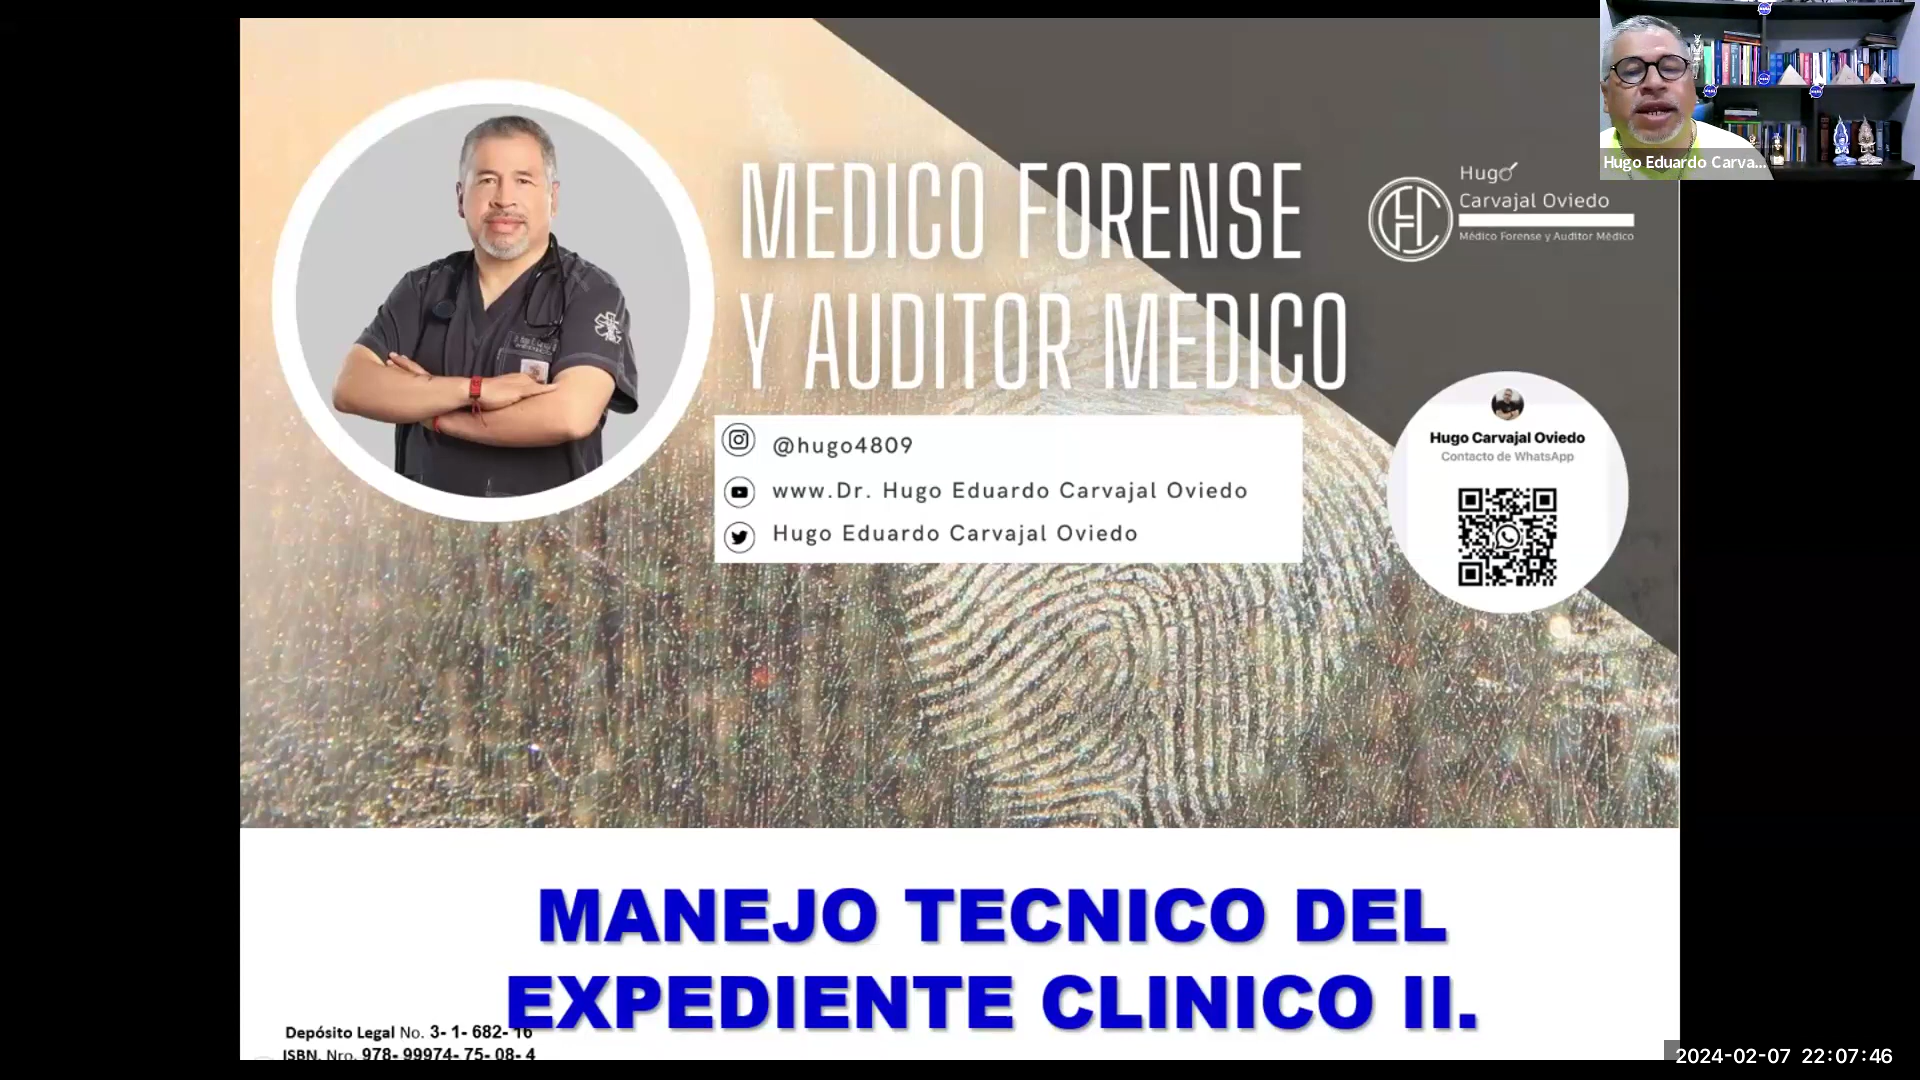 MEDICO FORENSE
Y AUDITOR MEDICO
Hugo
Carvajal Oviedo
Médico Forense y Auditor Médico
@hugo4809
www.Dr. Hugo Eduardo Carvajal Oviedo
Hugo Eduardo Carvajal Oviedo
Hugo Carvajal Oviedo
Contacto de WhatsApp
Hugo Eduardo Carva...
MANEJO TECNICO DEL
EXPEDIENTE CLINICO II.
Depósito Legal No. 3- 1- 682- 16
ISBN. Nro. 978- 99974- 75- 08- 4
2024-02-07 22:07:46